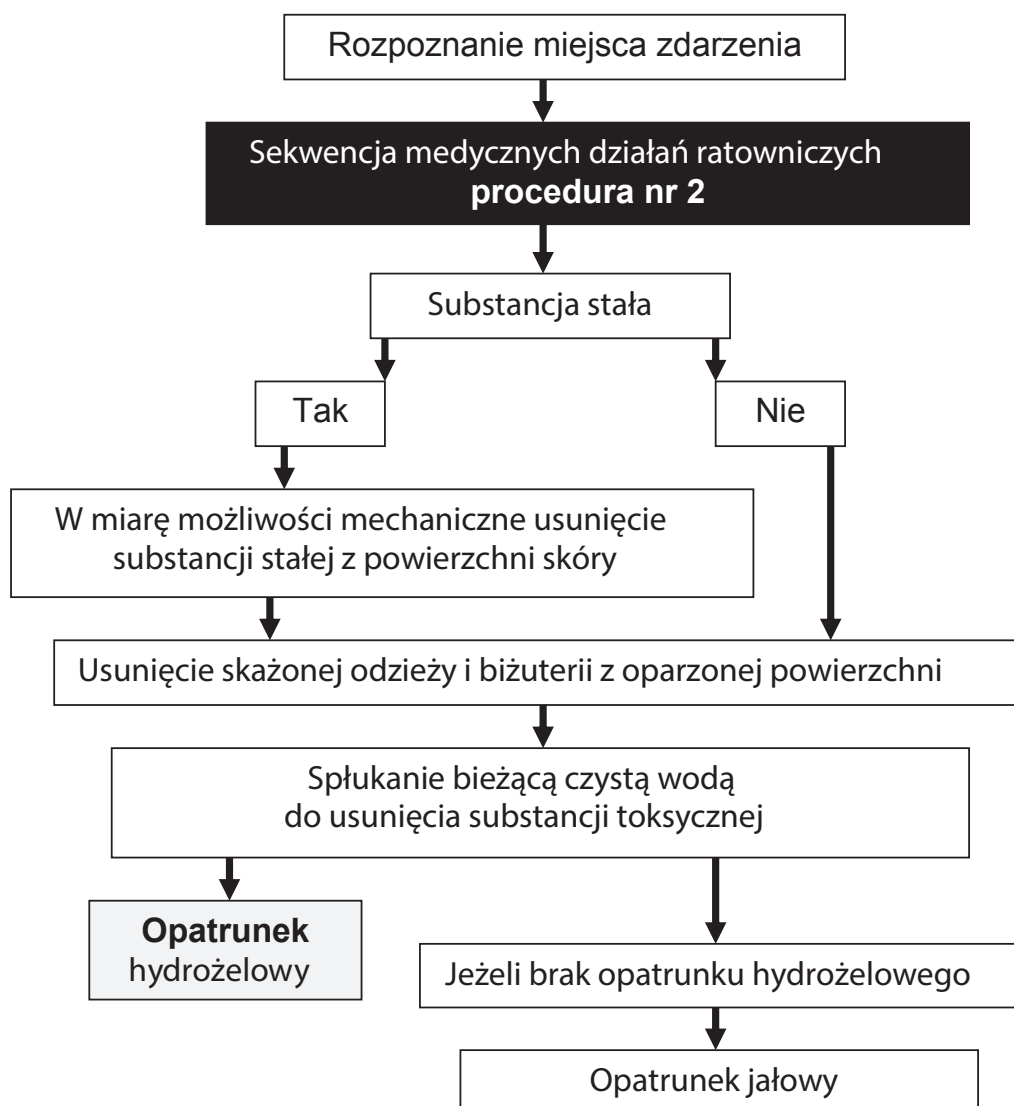 Rozpoznanie miejsca zdarzenia
Sekwencja medycznych działań ratowniczych
procedura nr 2
Substancja stała
Tak
Nie
W miarę możliwości mechaniczne usunięcie
substancji stałej z powierzchni skóry
Usunięcie skażonej odzieży i biżuterii z oparzonej powierzchni
Spłukanie bieżącą czystą wodą
do usunięcia substancji toksycznej
Opatrunek
hydrożelowy
Jeżeli brak opatrunku hydrożelowego
Opatrunek jałowy